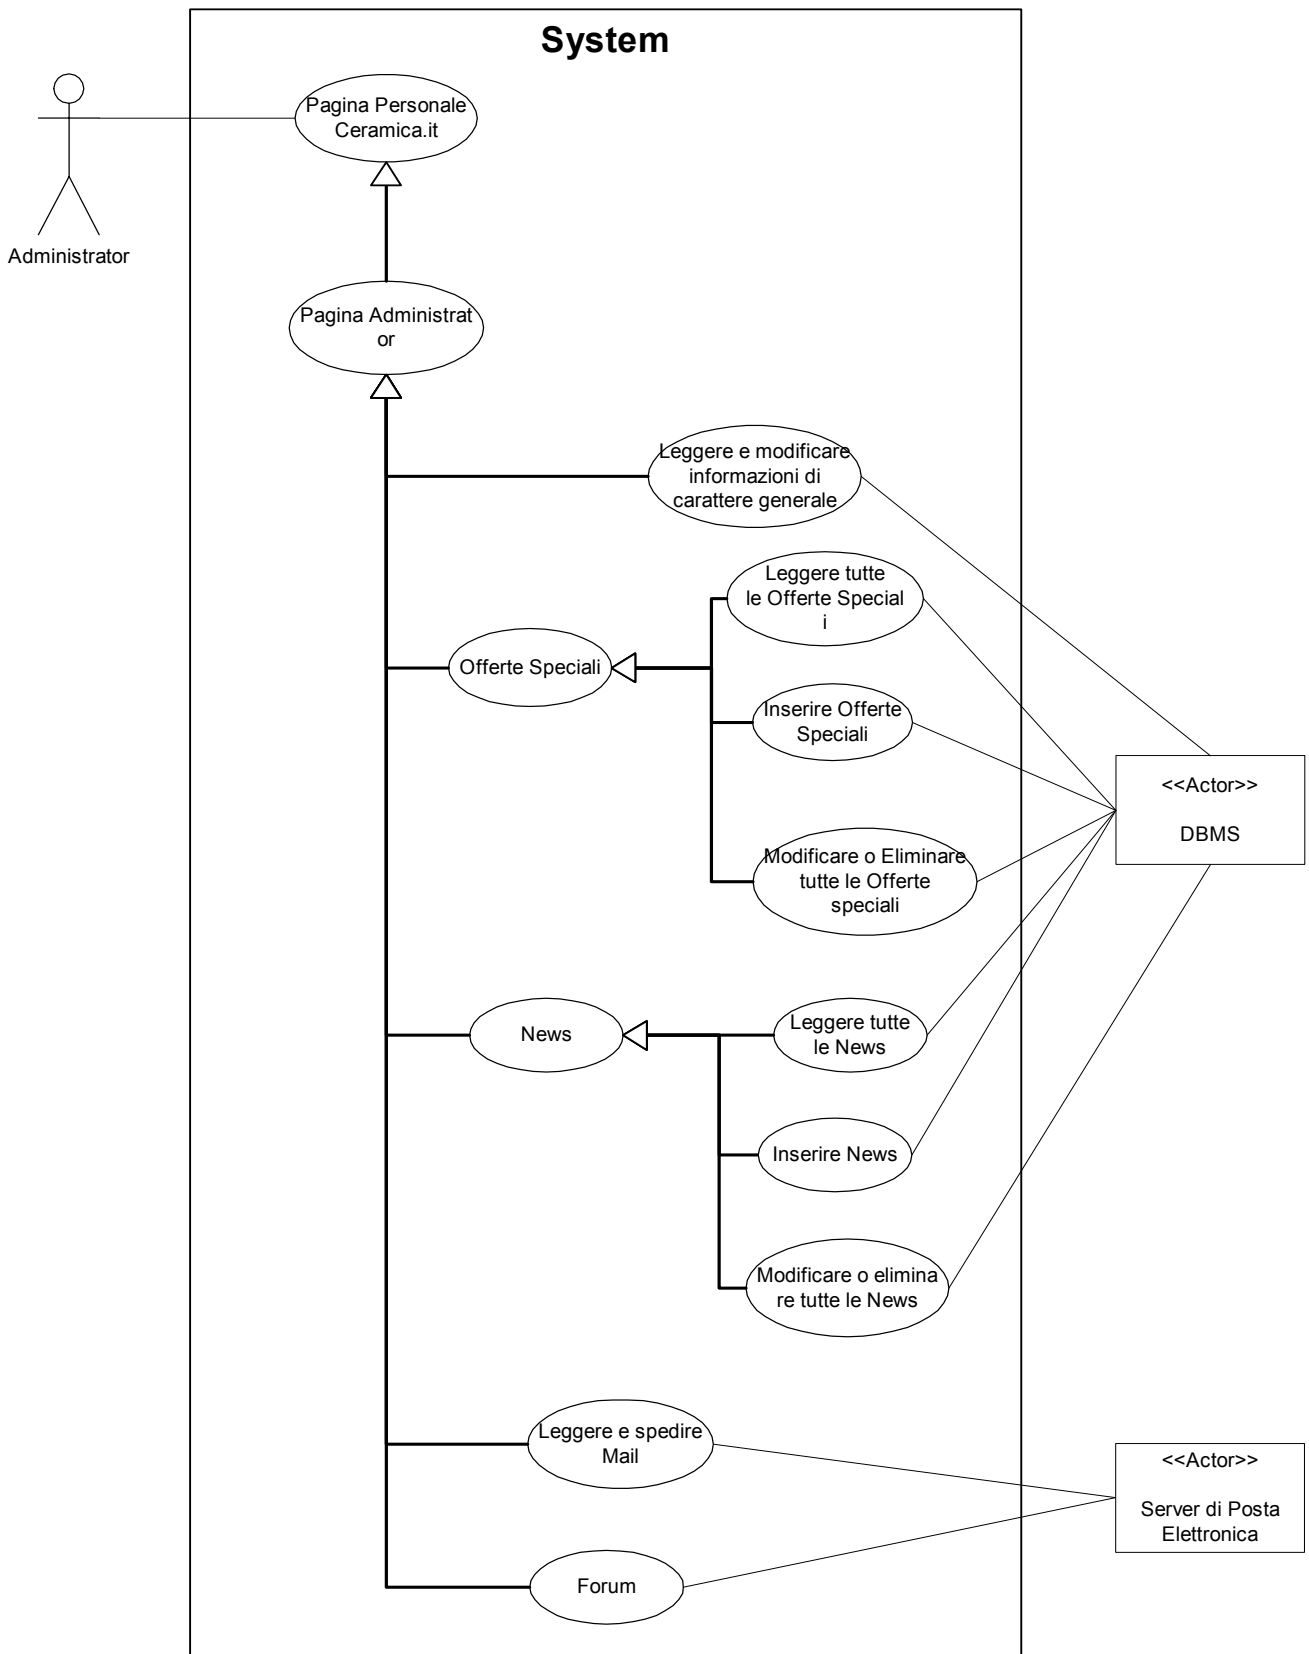 System
Pagina Personale
Ceramica.it
Administrator
Pagina Administrat
or
Leggere e modificare
informazioni di
carattere generale
Leggere tutte
le Offerte Special
i
Offerte Speciali
Inserire Offerte
Speciali
<<Actor>>
DBMS
Modificare o Eliminare
tutte le Offerte
speciali
News
Leggere tutte
le News
Inserire News
Modificare o elimina
re tutte le News
Leggere e spedire
Mail
<<Actor>>
Server di Posta
Elettronica
Forum